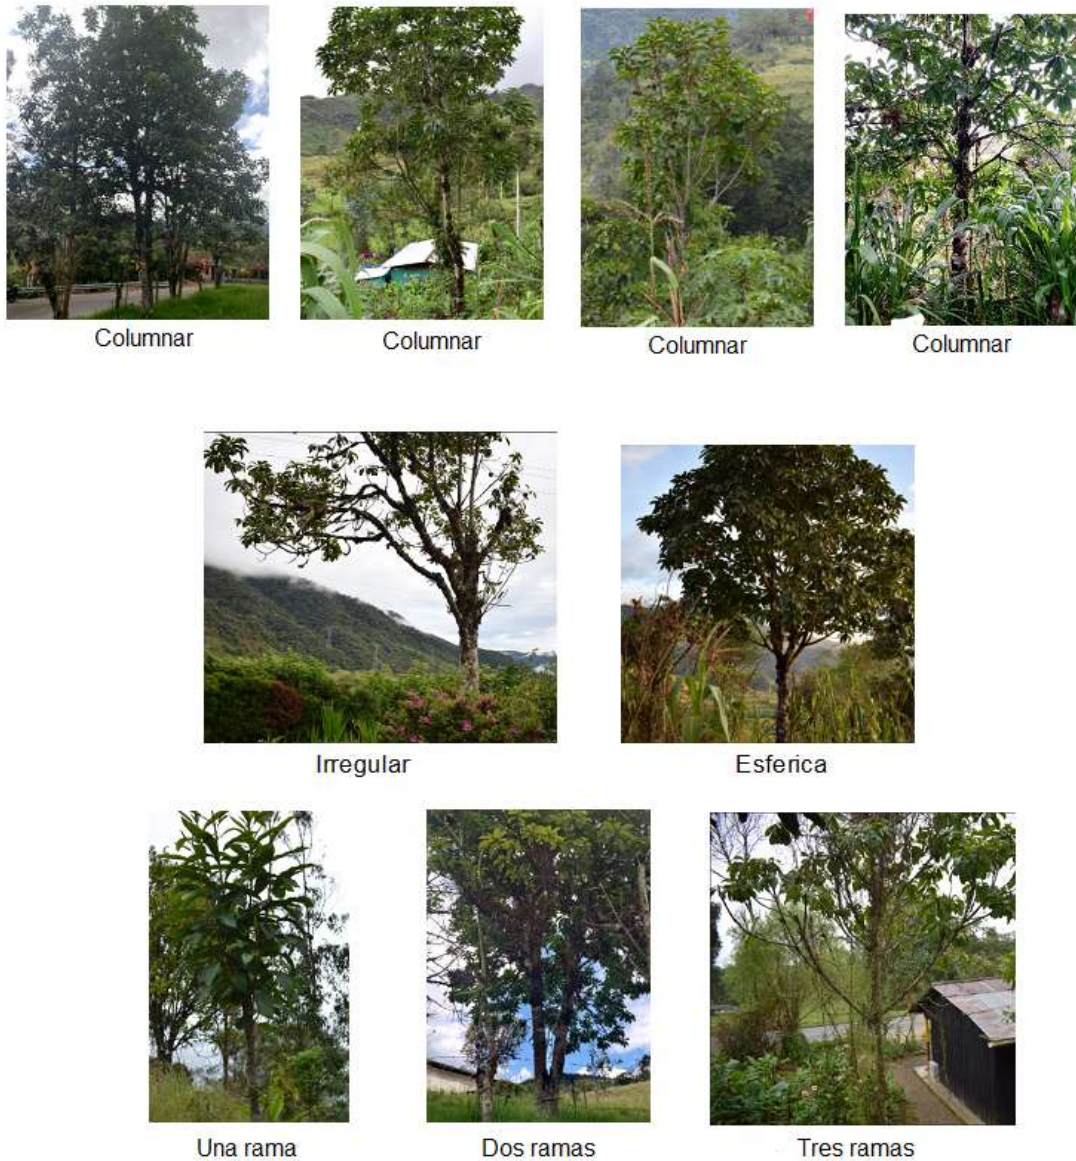 Columnar
Columnar
Columnar
Columnar
Irregular
Esferica
Una rama
Dos ramas
Tres ramas